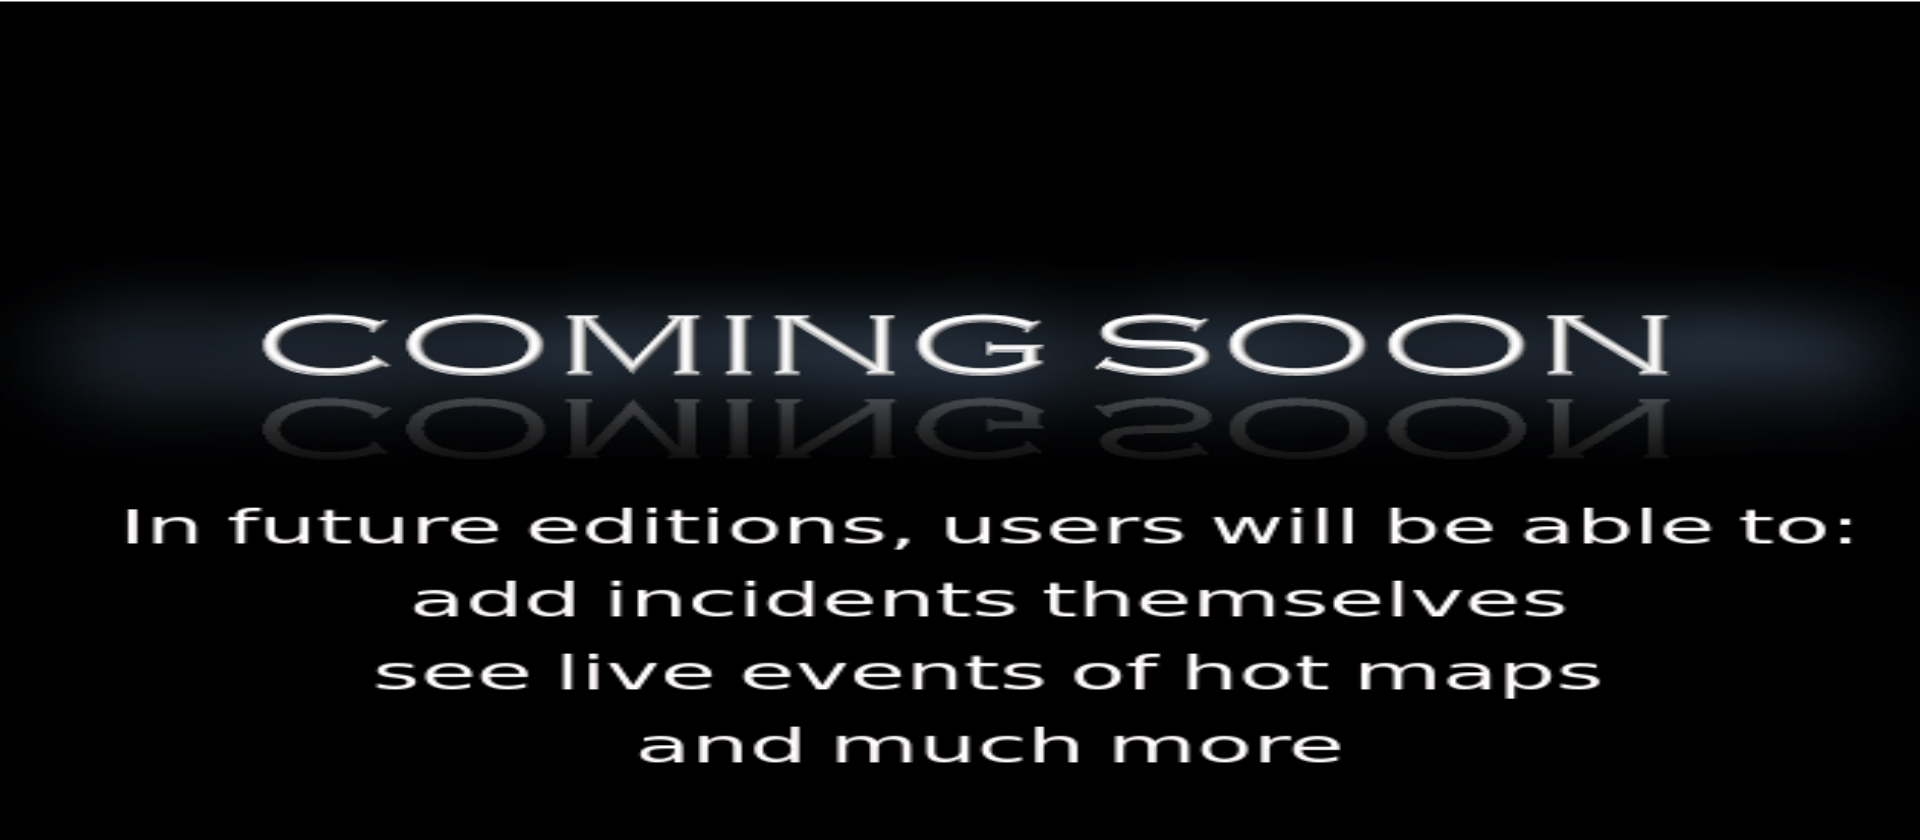 COMING SOON
In future editions, users will be able to:
add incidents themselves
see live events of hot maps
and much more